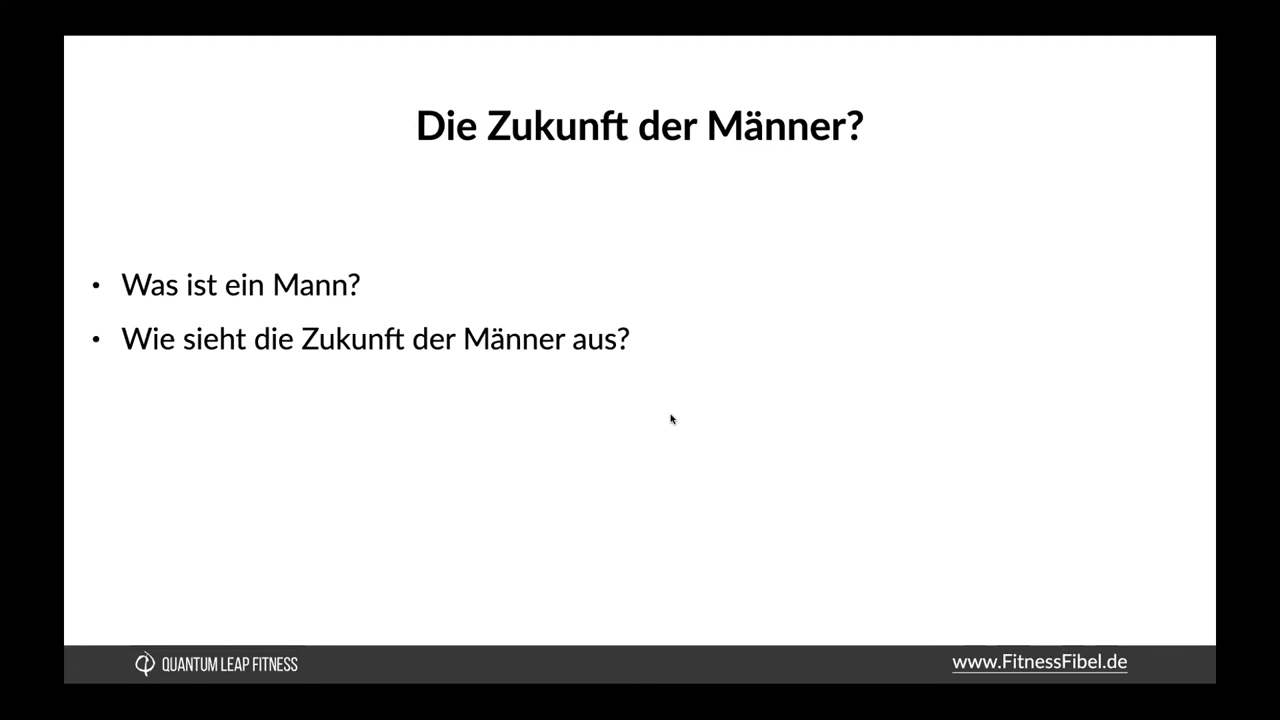 Die Zukunft der Männer?
• Was ist ein Mann?
• Wie sieht die Zukunft der Männer aus?
QUANTUM LEAP FITNESS
www.FitnessFibel.de